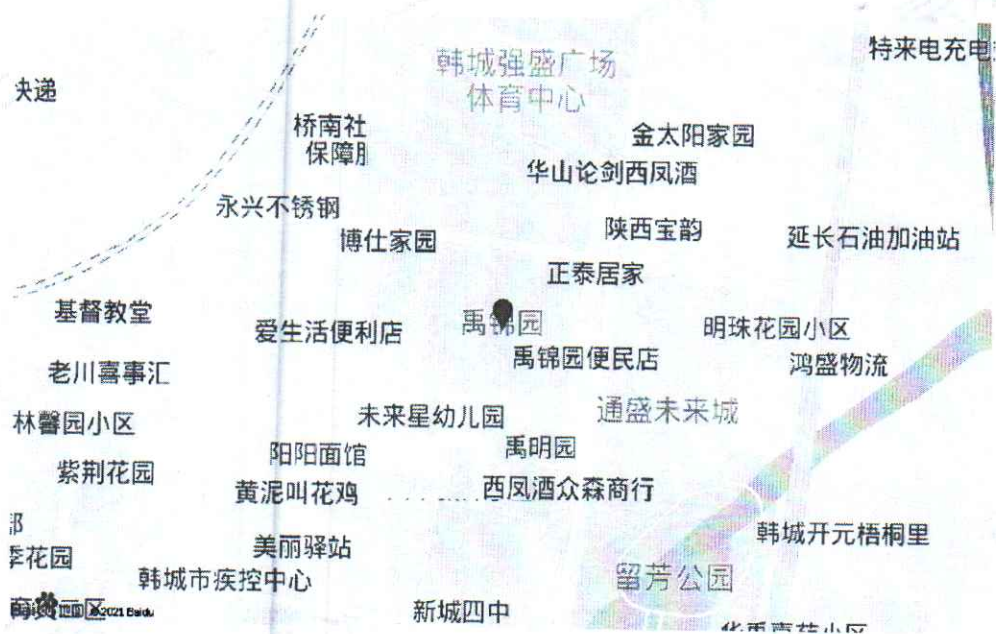 韩城强盛广场
体育中心
特来电充电
快递
桥南社
保障
金太阳家园
华山论剑西凤酒
永兴不锈钢
博仕家园
陕西宝韵
延长石油加油站
正泰居家
基督教堂
爱生活便利店
禹锦园
明珠花园小区
禹锦园便民店
鸿盛物流
老川喜事汇
林馨园小区
未来星幼儿园
通盛未来城
阳阳面馆
禹明园
紫荆花园
黄泥叫花鸡
西凤酒众森商行
部
季花园
美丽驿站
韩城开元梧桐里
韩城市疾控中心
留芳公园
地图 ©2021 Baidu
新城四中